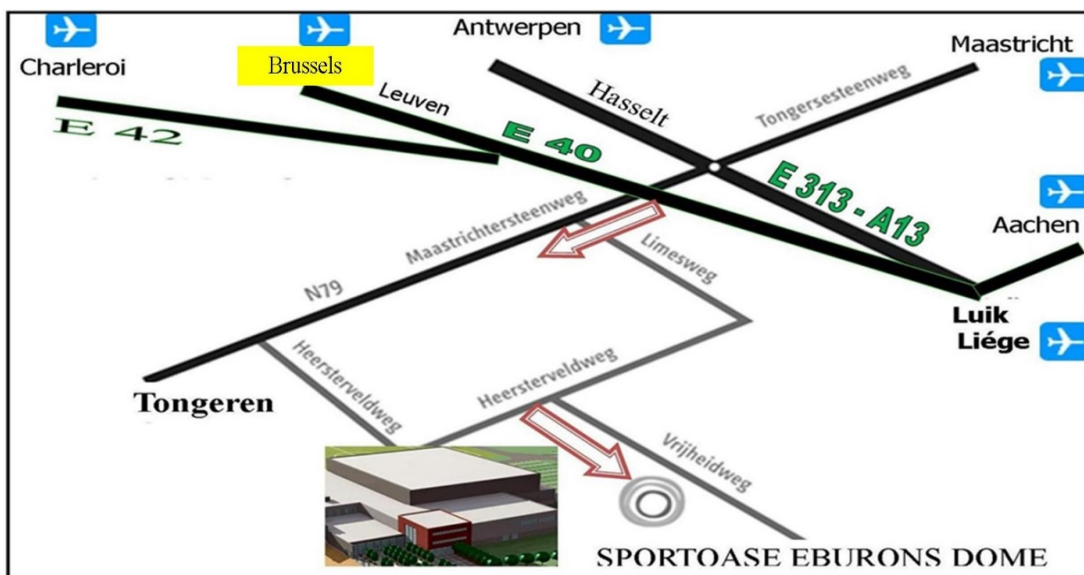 Antwerpen
Charleroi
Brussels
Maastricht
Leuven
Hasselt
Tongersesteenweg
E 42
E 40
E 313 - A13
Aachen
Maastrichtersteenweg
Limesweg
N79
Luik
Liége
Heersterveldweg
Heersterveldweg
Tongeren
Vrijheidweg
SPORTOASE EBURONS DOME